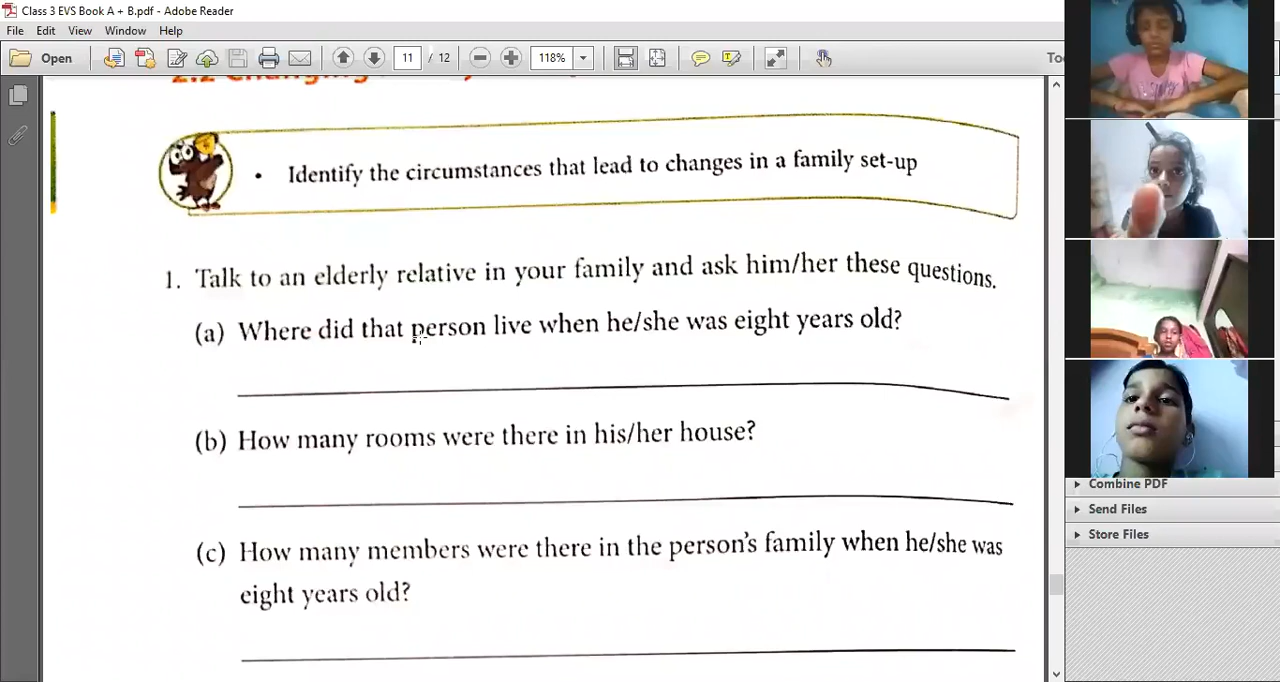 Class 3 EVS Book A + B.pdf - Adobe Reader
File Edit View Window Help
Open 11 / 12 118%
• Identify the circumstances that lead to changes in a family set-up
1. Talk to an elderly relative in your family and ask him/her these questions.
(a) Where did that person live when he/she was eight years old?
(b) How many rooms were there in his/her house?
(c) How many members were there in the person's family when he/she was
eight years old?
Combine PDF
Send Files
Store Files